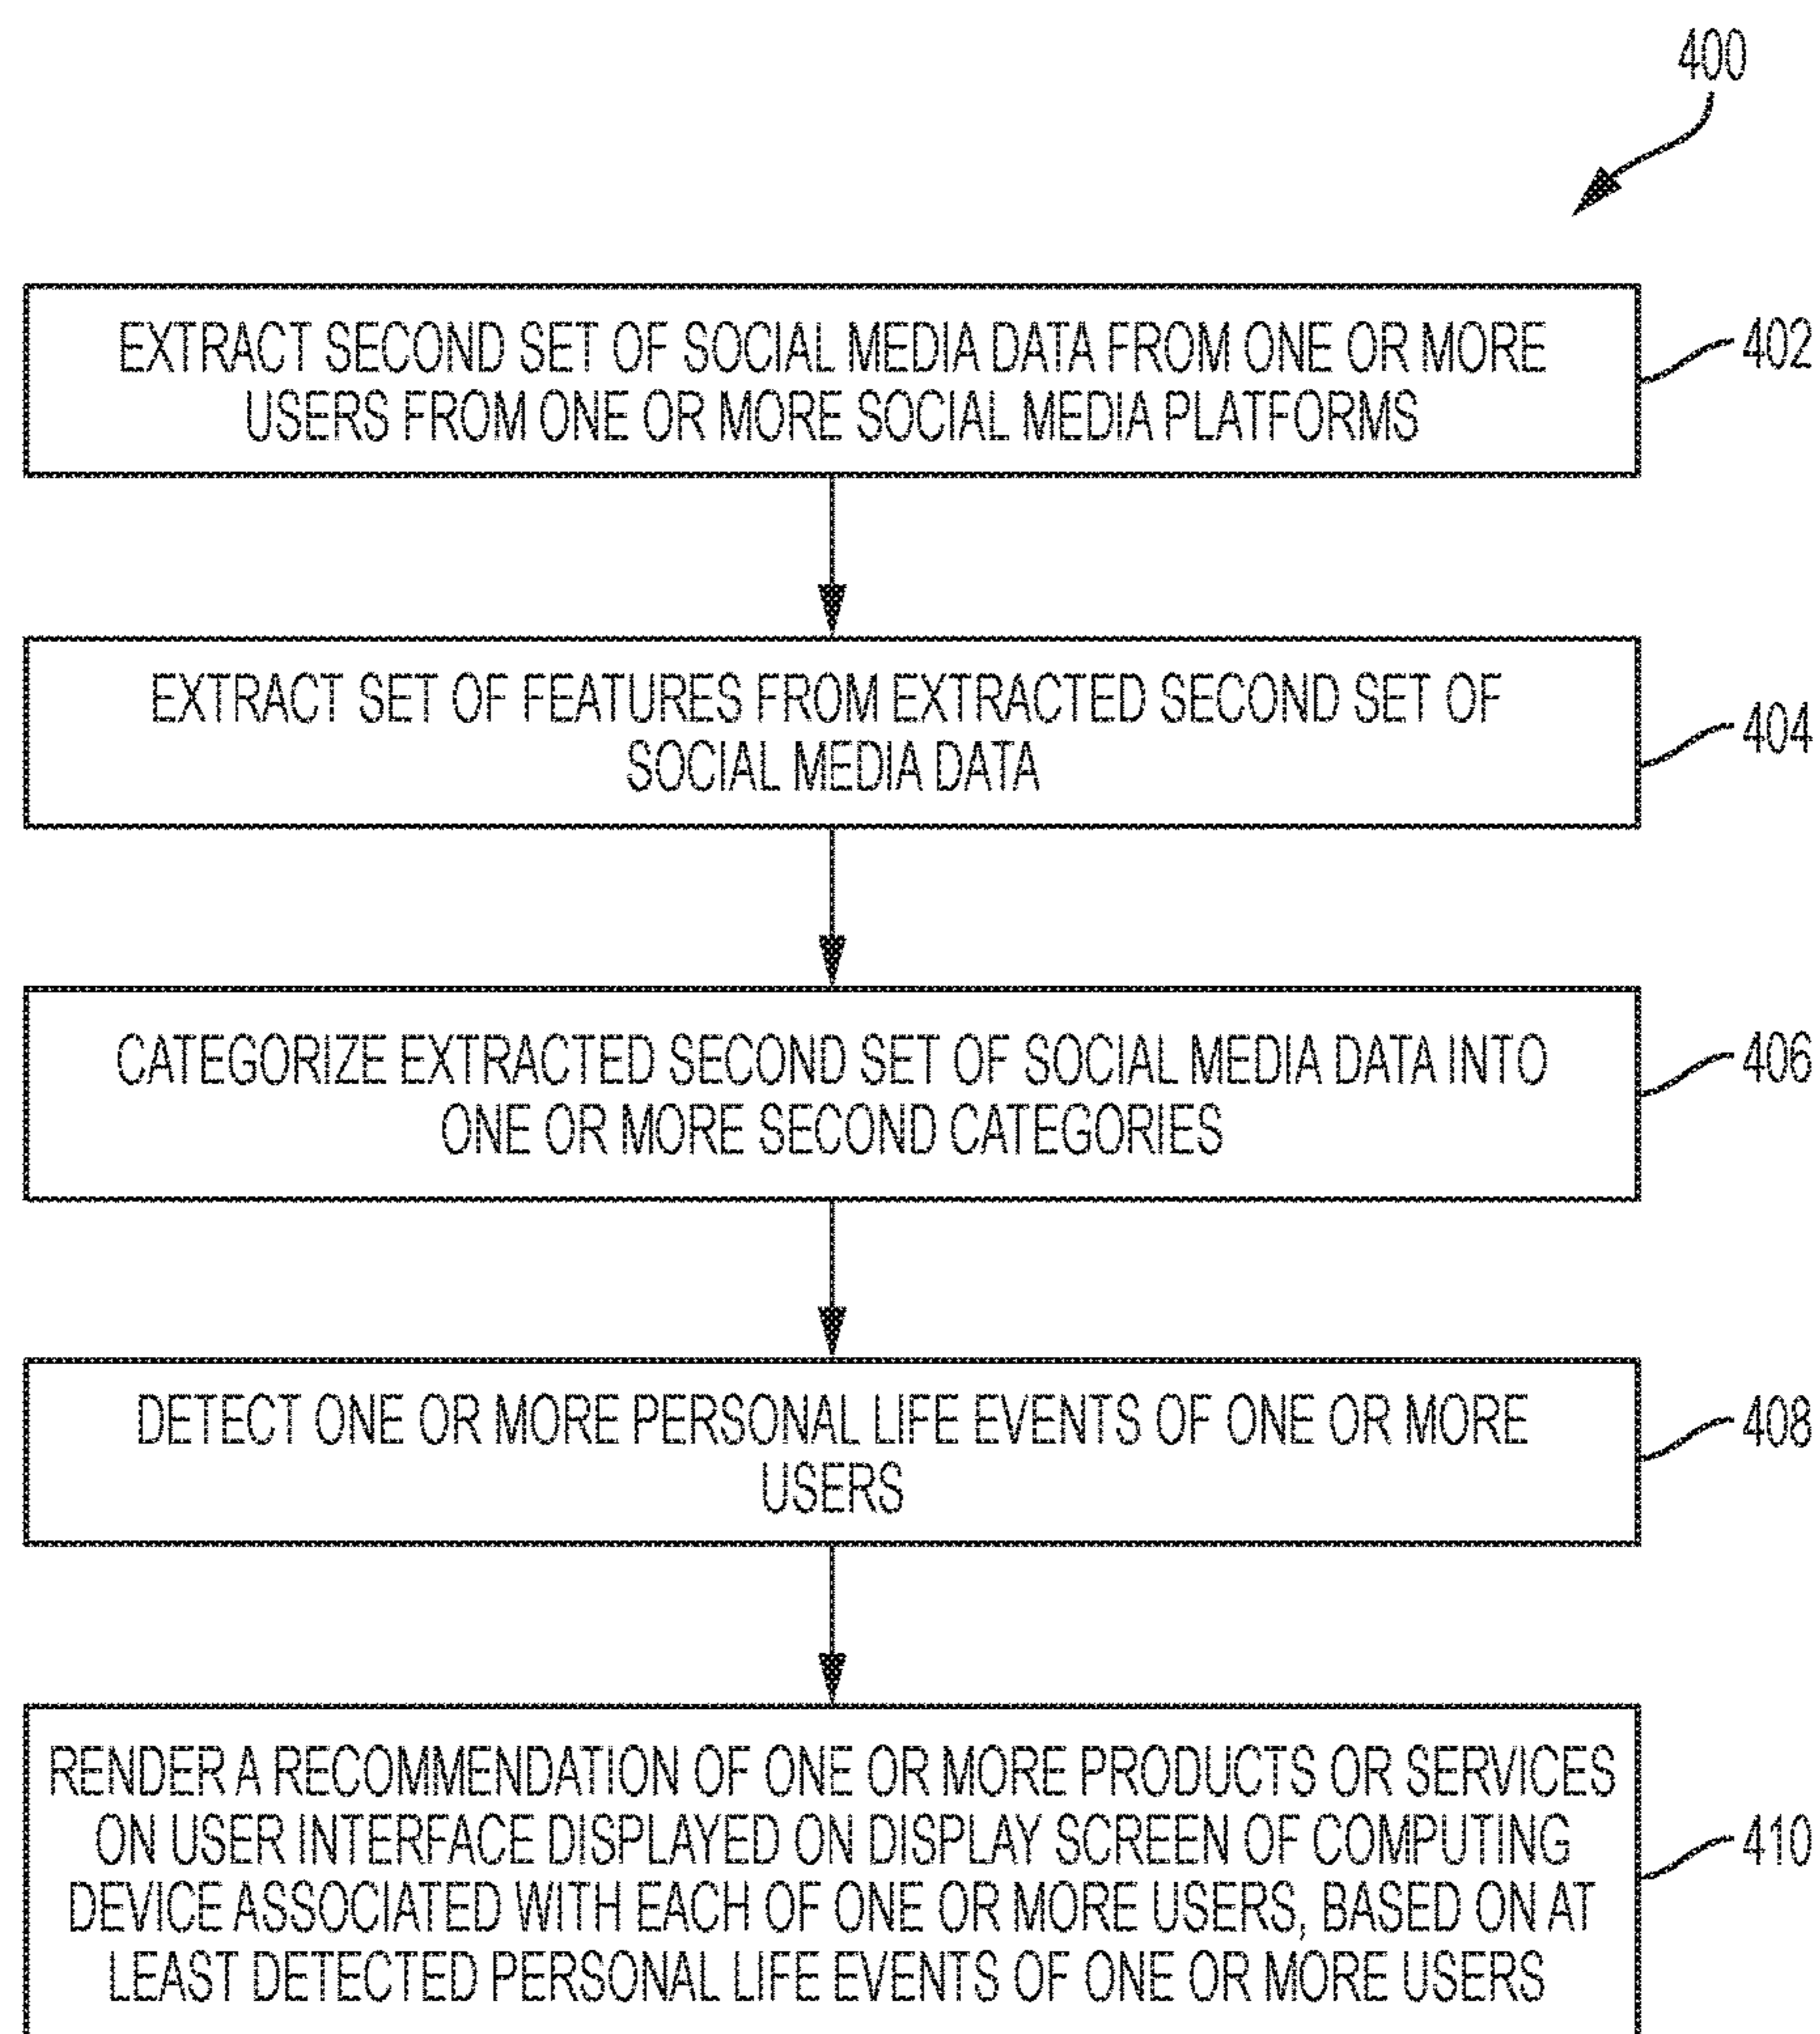 400
EXTRACT SECOND SET OF SOCIAL MEDIA DATA FROM ONE OR MORE
USERS FROM ONE OR MORE SOCIAL MEDIA PLATFORMS
402
EXTRACT SET OF FEATURES FROM EXTRACTED SECOND SET OF
SOCIAL MEDIA DATA
404
CATEGORIZE EXTRACTED SECOND SET OF SOCIAL MEDIA DATA INTO
ONE OR MORE SECOND CATEGORIES
406
DETECT ONE OR MORE PERSONAL LIFE EVENTS OF ONE OR MORE
USERS
408
RENDER A RECOMMENDATION OF ONE OR MORE PRODUCTS OR SERVICES
ON USER INTERFACE DISPLAYED ON DISPLAY SCREEN OF COMPUTING
DEVICE ASSOCIATED WITH EACH OF ONE OR MORE USERS, BASED ON AT
LEAST DETECTED PERSONAL LIFE EVENTS OF ONE OR MORE USERS
410